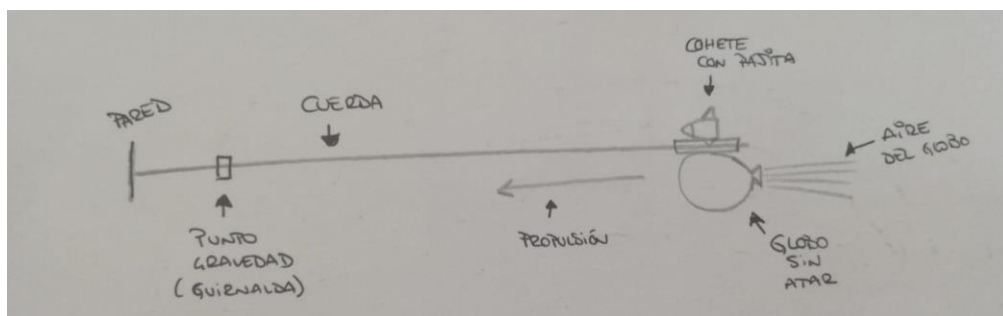 COHETE
CON PAJITA
PARED
CUERDA
AIRE
DEL GLOBO
PUNTO
GRAVEDAD
(GUIRNALDA)
PROPULSIÓN
GLOBO
SIN
ATAR